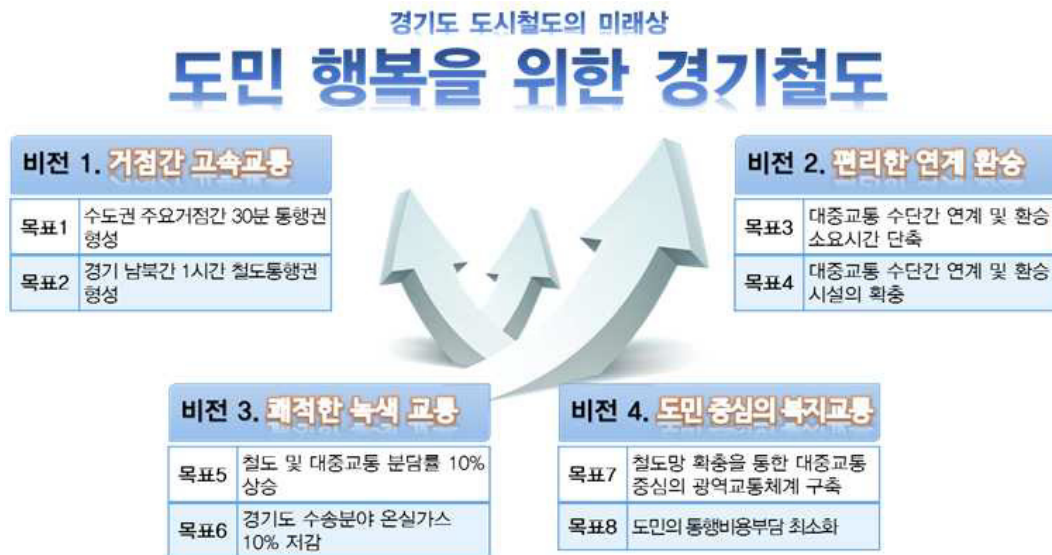 경기도 도시철도의 미래상
도민 행복을 위한 경기철도
비전 1. 거점간 고속교통
목표1 수도권 주요거점간 30분 통행권
형성
목표2 경기 남북간 1시간 철도통행권
형성
비전 2. 편리한 연계 환승
목표3 대중교통 수단간 연계 및 환승
소요시간 단축
목표4 대중교통 수단간 연계 및 환승
시설의 확충
비전 3. 쾌적한 녹색 교통
목표5 철도 및 대중교통 분담률 10%
상승
목표6 경기도 수송분야 온실가스
10% 저감
비전 4. 도민 중심의 복지교통
목표7 철도망 확충을 통한 대중교통
중심의 광역교통체계 구축
목표8 도민의 통행비용부담 최소화